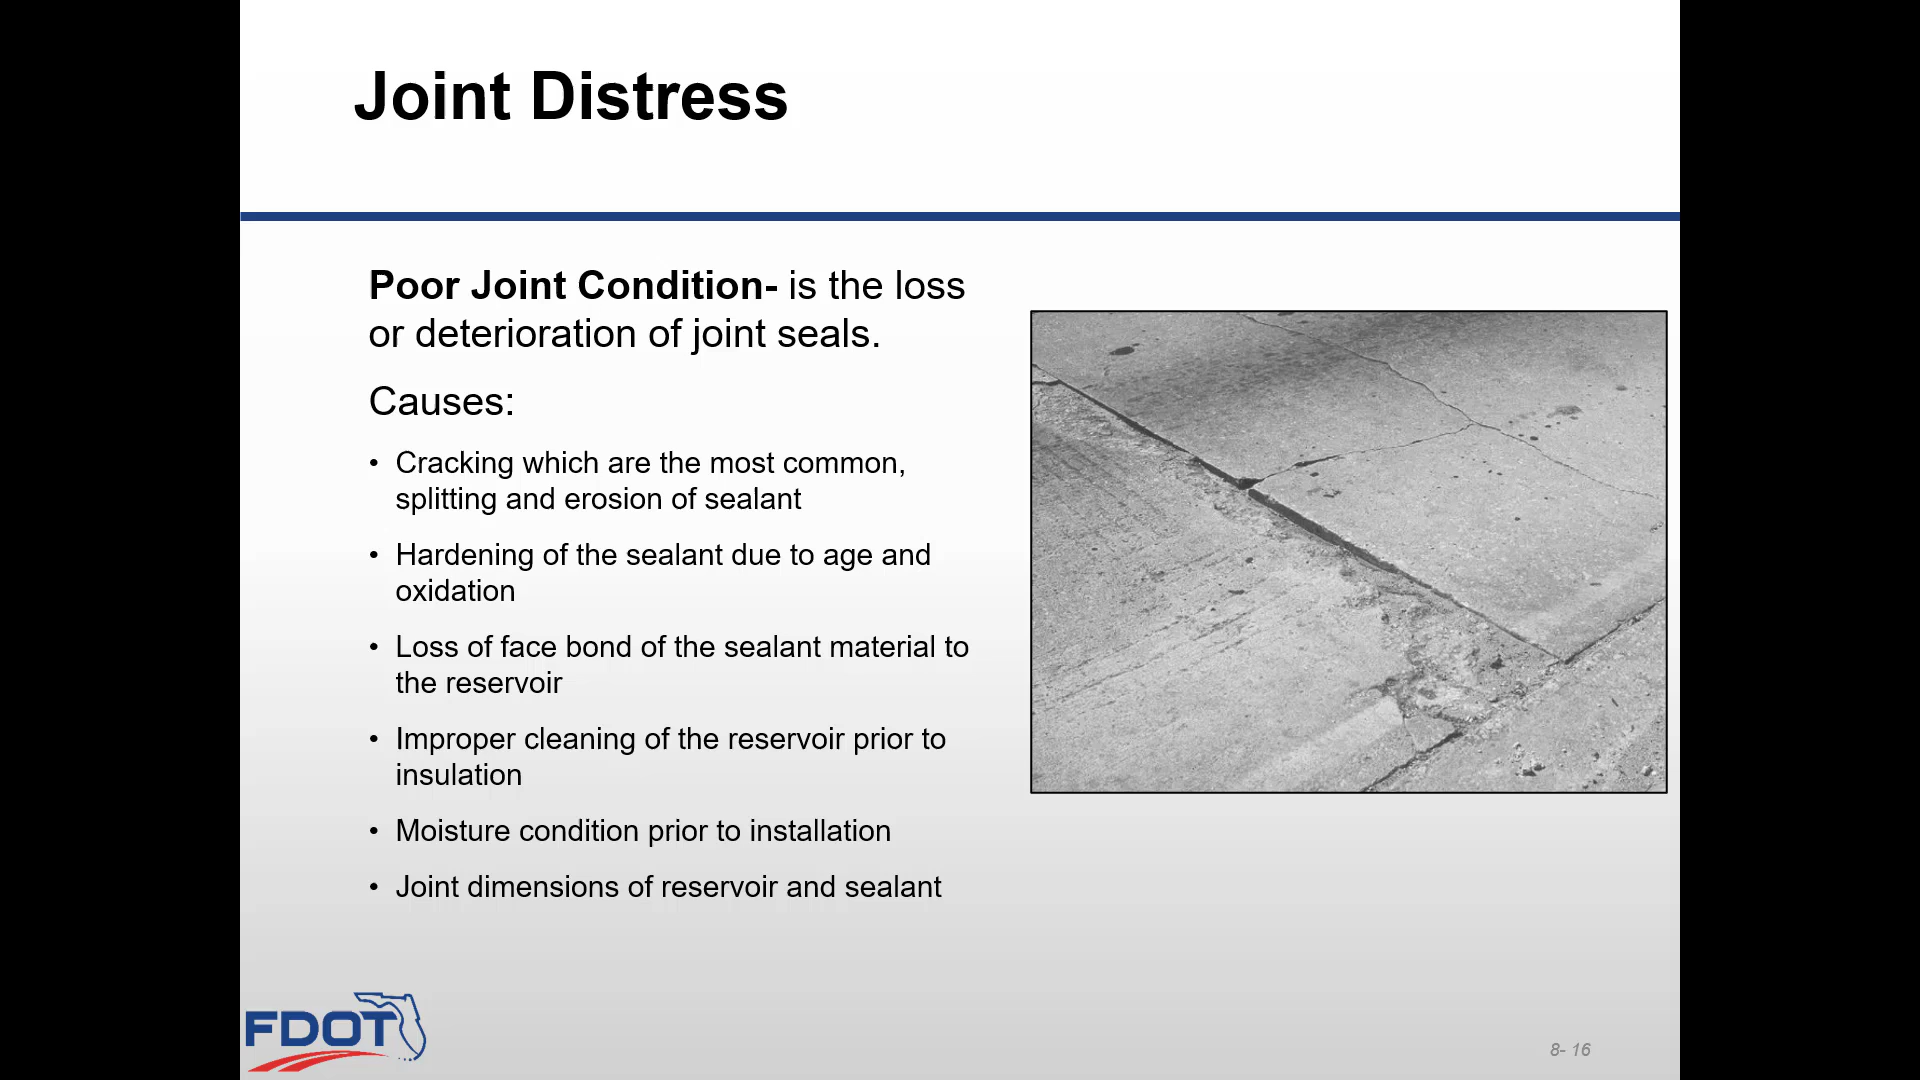 Joint Distress
Poor Joint Condition- is the loss
or deterioration of joint seals.
Causes:
• Cracking which are the most common,
splitting and erosion of sealant
• Hardening of the sealant due to age and
oxidation
• Loss of face bond of the sealant material to
the reservoir
• Improper cleaning of the reservoir prior to
insulation
• Moisture condition prior to installation
• Joint dimensions of reservoir and sealant
FDOT
8- 16